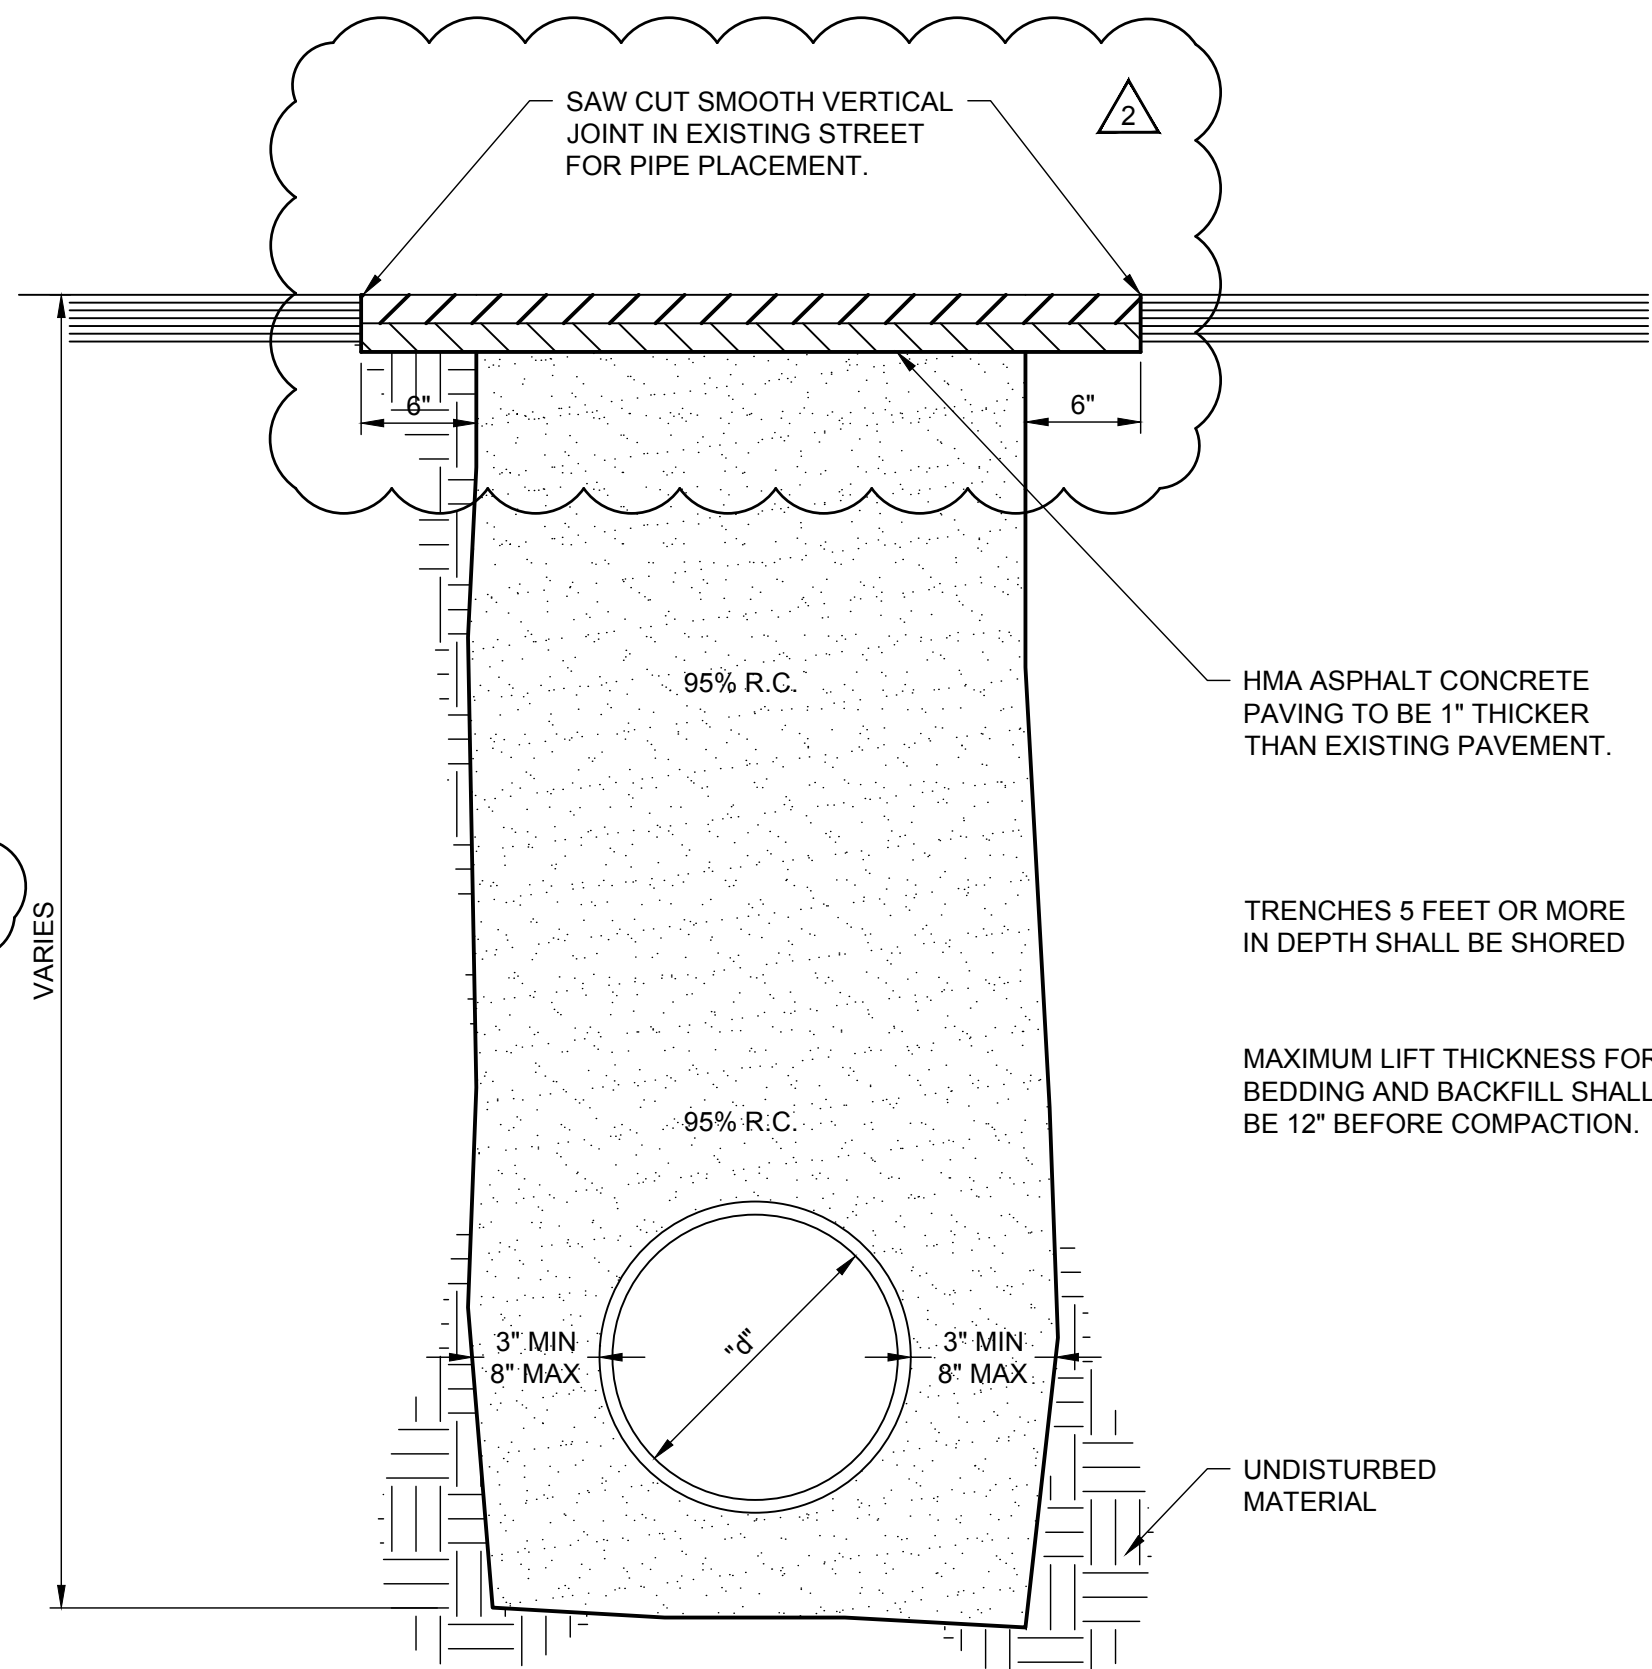 SAW CUT SMOOTH VERTICAL
JOINT IN EXISTING STREET
FOR PIPE PLACEMENT.
2
6"
6"
95% R.C.
HMA ASPHALT CONCRETE
PAVING TO BE 1" THICKER
THAN EXISTING PAVEMENT.
VARIES
TRENCHES 5 FEET OR MORE
IN DEPTH SHALL BE SHORED
MAXIMUM LIFT THICKNESS FOR
BEDDING AND BACKFILL SHALL
BE 12" BEFORE COMPACTION.
95% R.C.
3" MIN
8" MAX
"d"
3" MIN
8" MAX
UNDISTURBED
MATERIAL